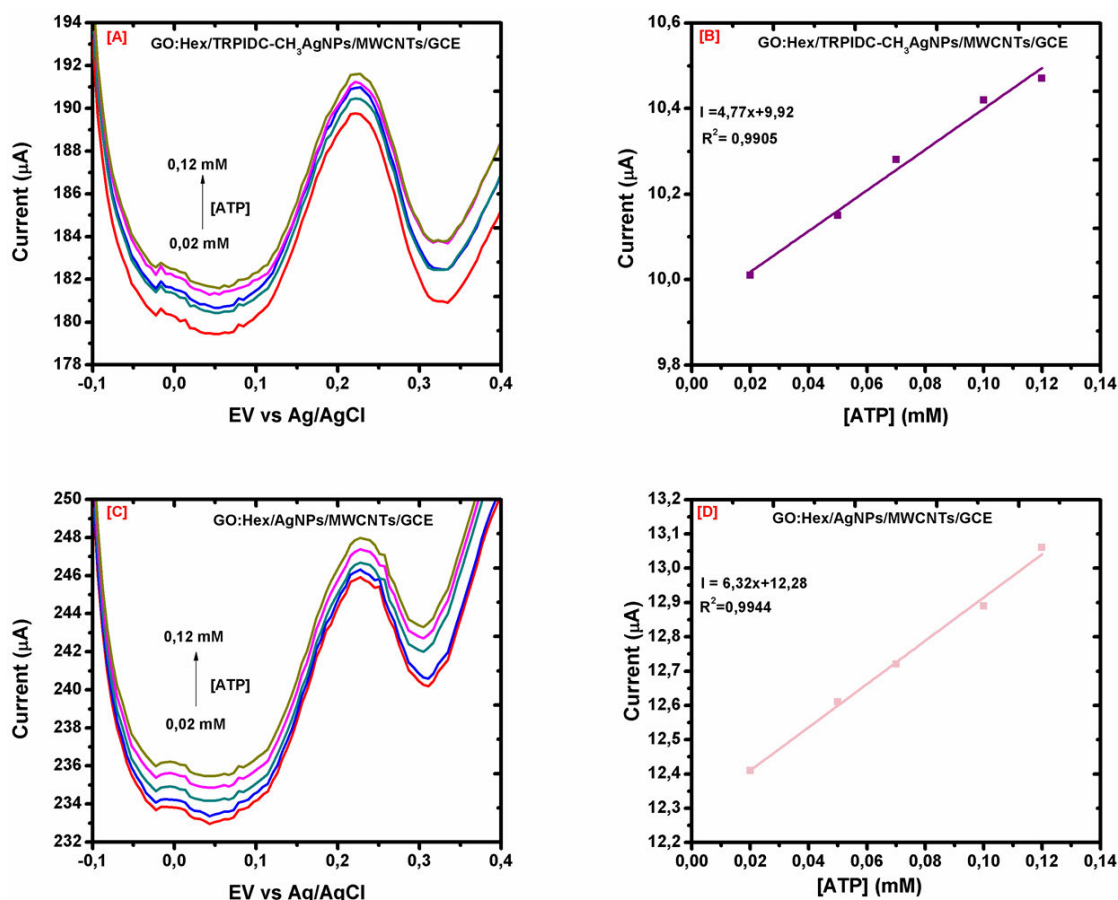 [A]
GO:Hex/TRPIDC-CH₃AgNPs/MWCNTs/GCE
194
192
190
188
186
184
182
180
178
Current (µA)
0,12 mM
[ATP]
0,02 mM
-0,1 0,0 0,1 0,2 0,3 0,4
EV vs Ag/AgCl
[B]
GO:Hex/TRPIDC-CH₃AgNPs/MWCNTs/GCE
10,6
10,4
10,2
10,0
9,8
Current (µA)
I =4,77x+9,92
R²= 0,9905
0,00 0,02 0,04 0,06 0,08 0,10 0,12 0,14
[ATP] (mM)
[C]
GO:Hex/AgNPs/MWCNTs/GCE
250
248
246
244
242
240
238
236
234
232
Current (µA)
0,12 mM
[ATP]
0,02 mM
-0,1 0,0 0,1 0,2 0,3 0,4
EV vs Ag/AgCl
[D]
GO:Hex/AgNPs/MWCNTs/GCE
13,2
13,1
13,0
12,9
12,8
12,7
12,6
12,5
12,4
12,3
12,2
Current (µA)
I = 6,32x+12,28
R²=0,9944
0,00 0,02 0,04 0,06 0,08 0,10 0,12 0,14
[ATP] (mM)